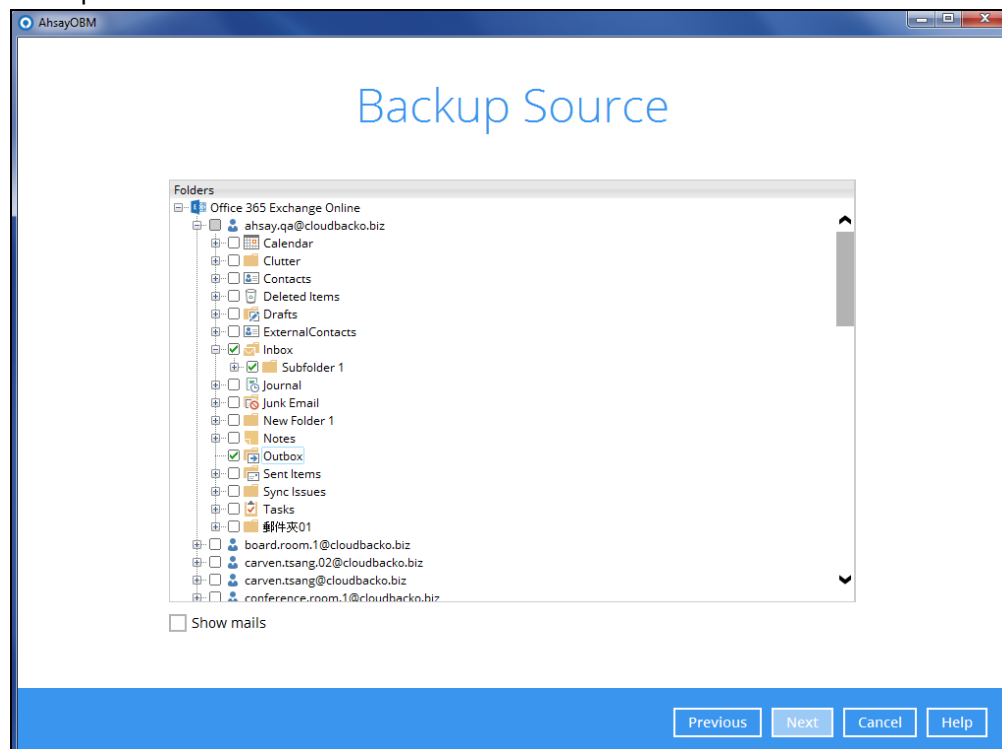 AhsayOBM
Backup Source
Folders
Office 365 Exchange Online
ahsay.qa@cloudbacko.biz
Calendar
Clutter
Contacts
Deleted Items
Drafts
ExternalContacts
Inbox
Subfolder 1
Journal
Junk Email
New Folder 1
Notes
Outbox
Sent Items
Sync Issues
Tasks
郵件夾01
board.room.1@cloudbacko.biz
carven.tsang.02@cloudbacko.biz
carven.tsang@cloudbacko.biz
conference.room.1@cloudbacko.biz
Show mails
Previous Next Cancel Help